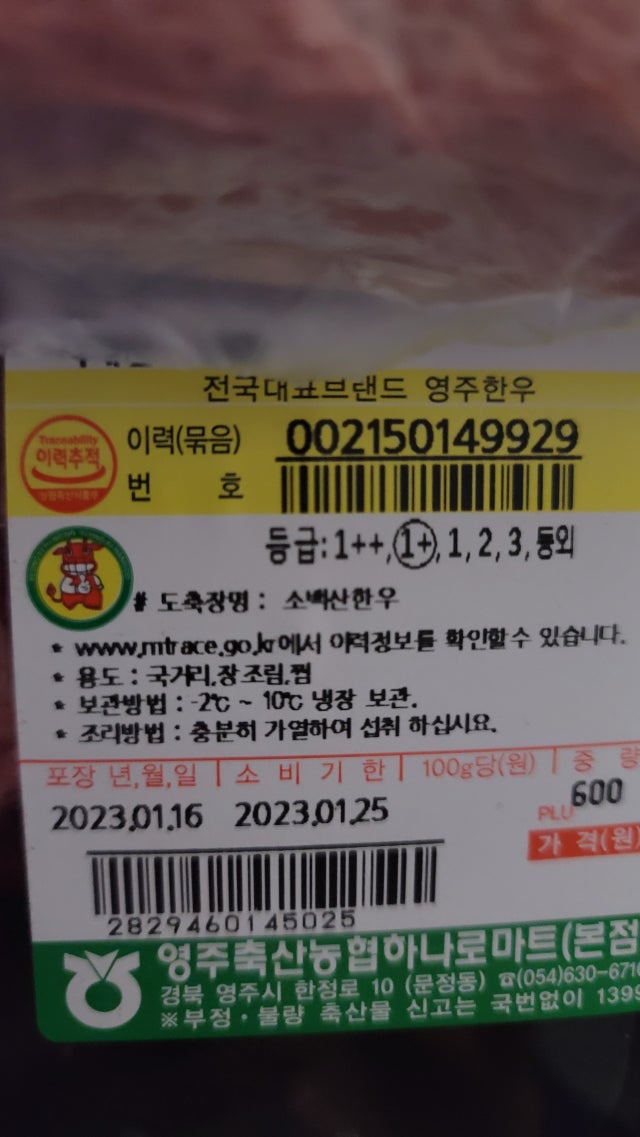 전국대표브랜드 영주한우
Traceability
이력추적
이력(묶음)
번 호
002150149929
등급: 1++, 1+, 1, 2, 3, 등외
# 도축장명 : 소백산한우
* www.mtrace.go.kr에서 이력정보를 확인할수 있습니다.
* 용도 : 국거리.장조림.찜
* 보관방법 : -2℃ ~ 10℃ 냉장 보관.
* 조리방법 : 충분히 가열하여 섭취 하십시요.
포장 년,월,일 | 소 비 기 한 | 100g당(원) | 중 량
2023.01.16 2023.01.25
600
PLU
가 격(원)
2829460145025
영주축산농협하나로마트(본점
경북 영주시 한정로 10 (문정동) ☎(054)630-671
※부정·불량 축산물 신고는 국번없이 1399